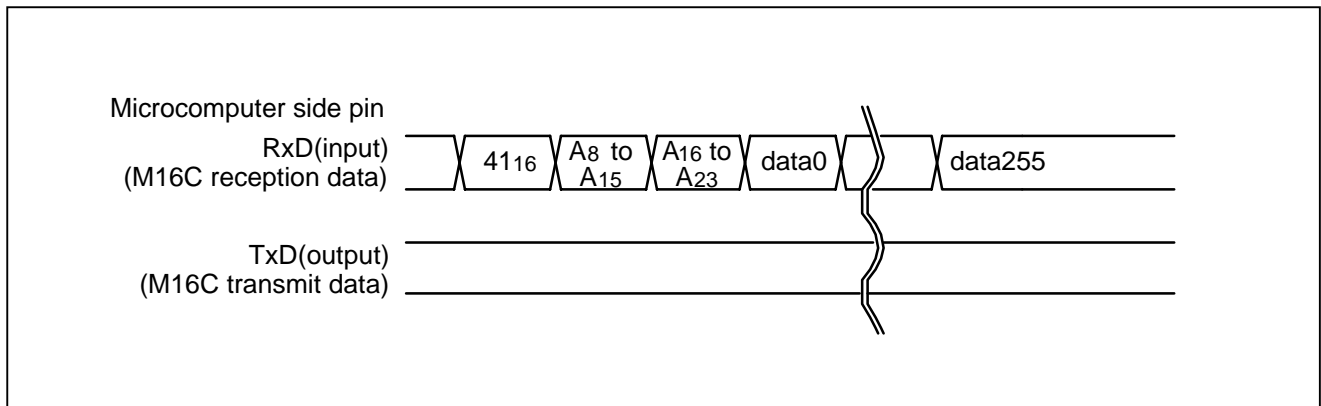 Microcomputer side pin
RxD(input)
(M16C reception data)
4116
A8 to
A15
A16 to
A23
data0
data255
TxD(output)
(M16C transmit data)